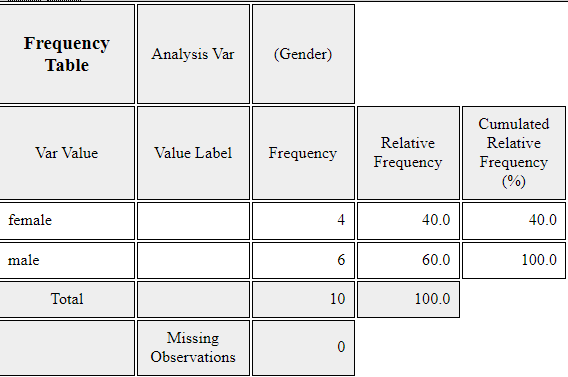 Frequency
Table
Analysis Var
(Gender)
Var Value
Value Label
Frequency
Relative
Frequency
Cumulated
Relative
Frequency
(%)
female 4 40.0 40.0
male 6 60.0 100.0
Total 10 100.0
Missing
Observations
0